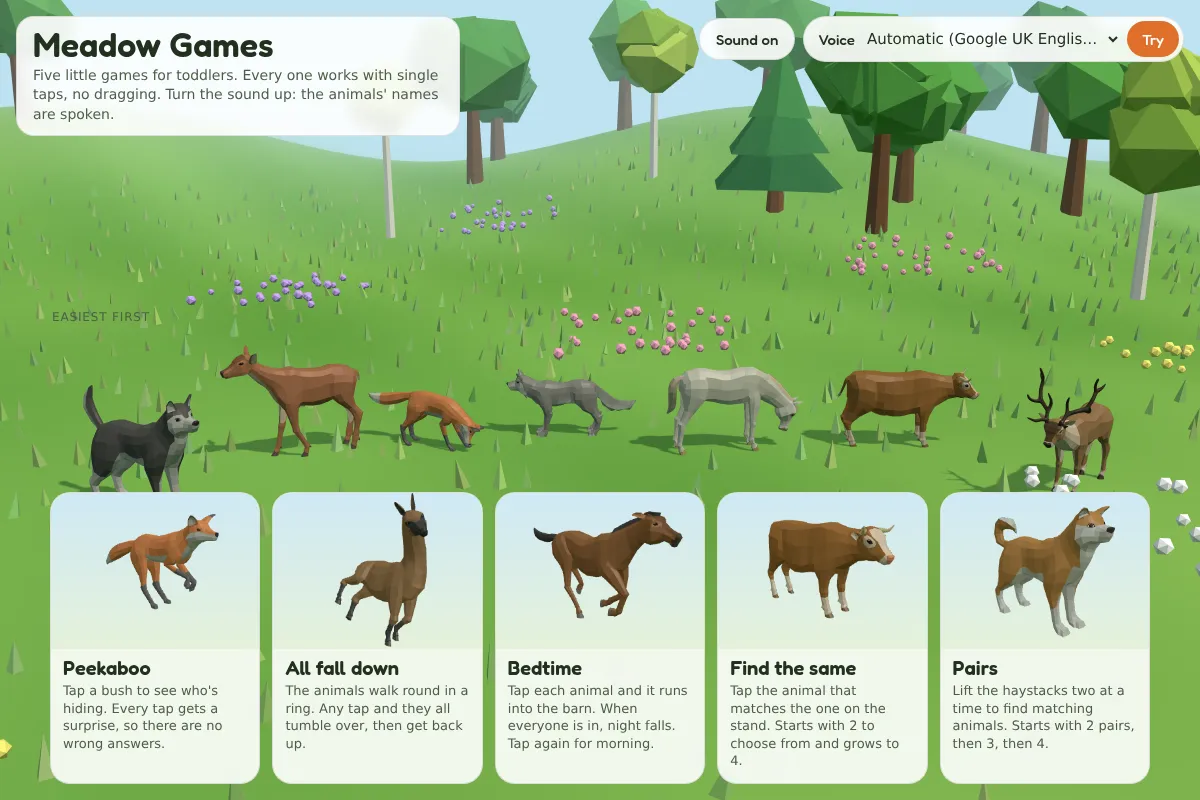 Meadow Games
Five little games for toddlers. Every one works with single
taps, no dragging. Turn the sound up: the animals' names
are spoken.
Sound on
Voice Automatic (Google UK Englis...
Try
EASIEST FIRST
Peekaboo
Tap a bush to see who's
hiding. Every tap gets a
surprise, so there are no
wrong answers.
All fall down
The animals walk round in a
ring. Any tap and they all
tumble over, then get back
up.
Bedtime
Tap each animal and it runs
into the barn. When
everyone is in, night falls.
Tap again for morning.
Find the same
Tap the animal that
matches the one on the
stand. Starts with 2 to
choose from and grows to
4.
Pairs
Lift the haystacks two at a
time to find matching
animals. Starts with 2 pairs,
then 3, then 4.